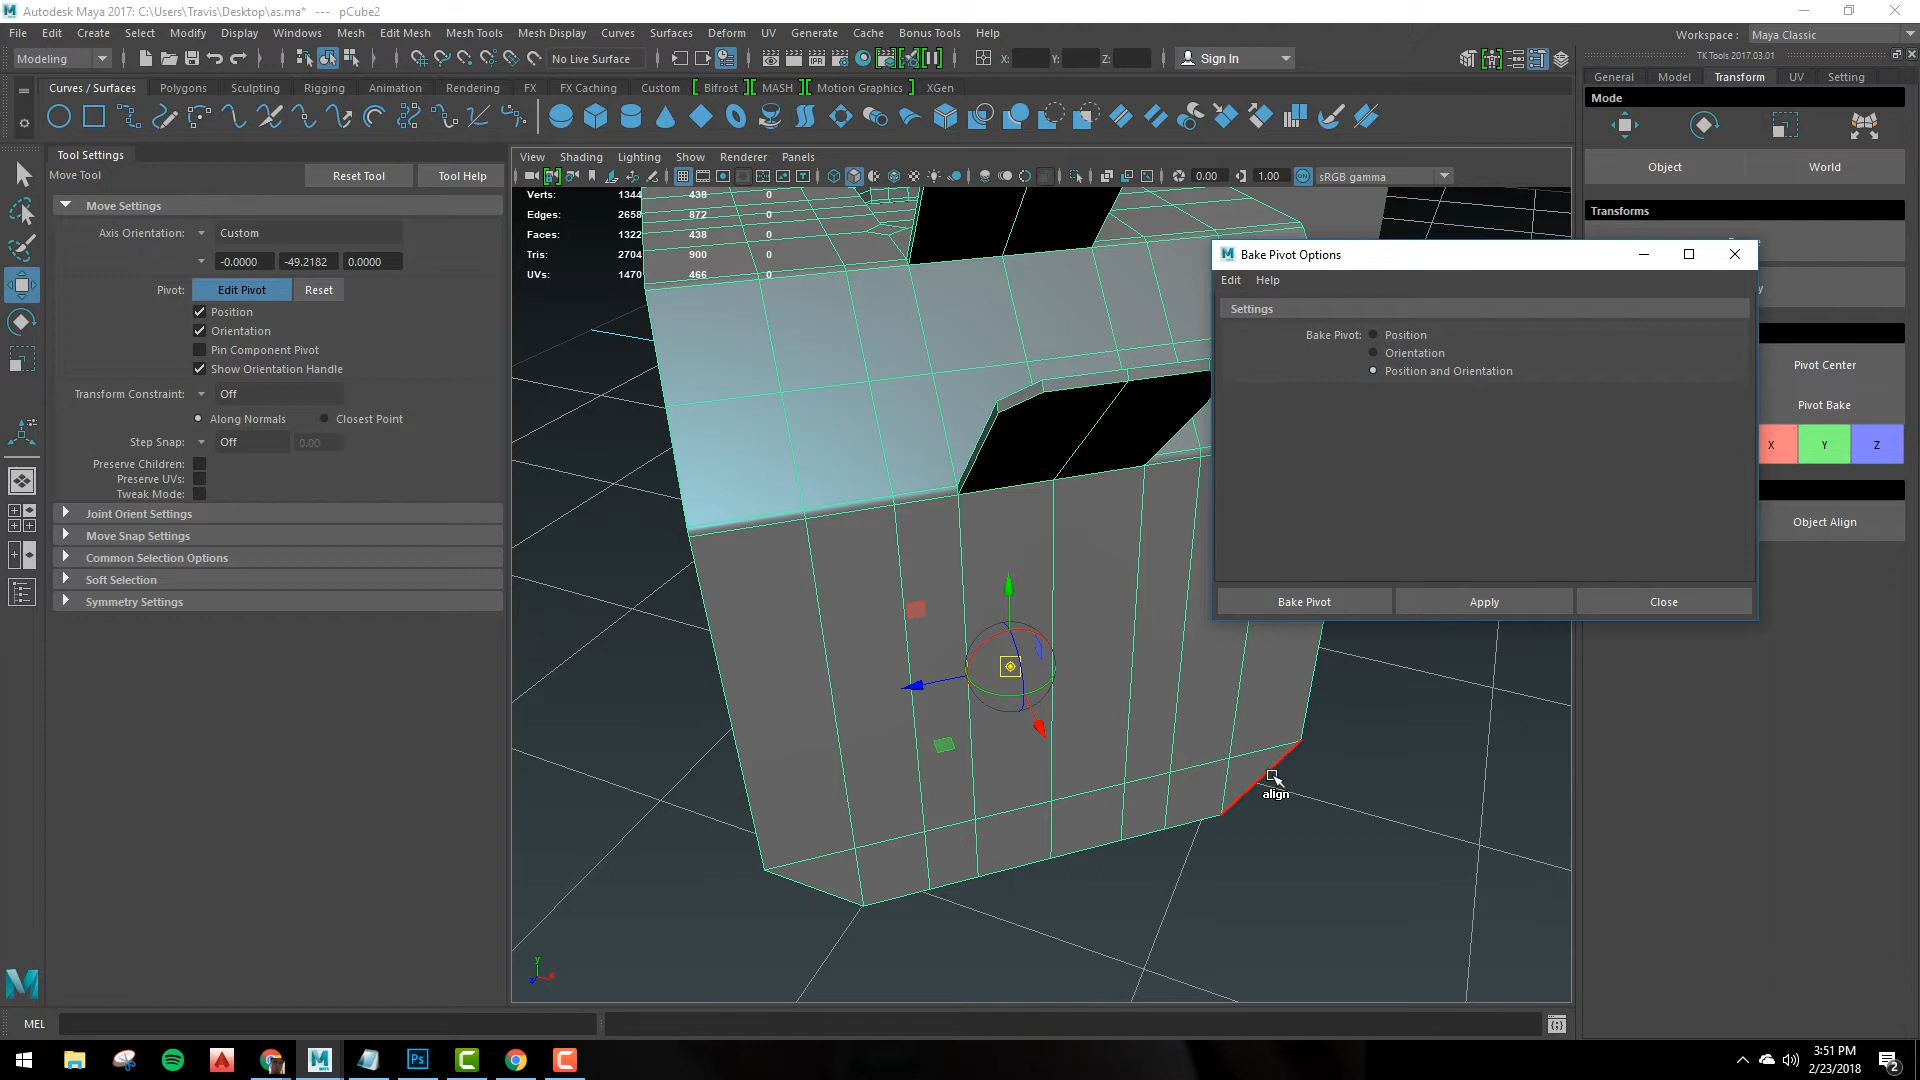 Autodesk Maya 2017: C:\Users\Travis\Desktop\as.ma* --- pCube2
File Edit Create Select Modify Display Windows Mesh Edit Mesh Mesh Tools Mesh Display Curves Surfaces Deform UV Generate Cache Bonus Tools Help
Workspace : Maya Classic
Modeling
No Live Surface
IPR
X: Y: Z:
Sign In
TK Tools 2017.03.01
Curves / Surfaces Polygons Sculpting Rigging Animation Rendering FX FX Caching Custom Bifrost MASH Motion Graphics XGen
General Model Transform UV Setting
Mode
Object World
Transforms
Tool Settings
Move Tool
Reset Tool Tool Help
Move Settings
Axis Orientation: Custom
-0.0000 -49.2182 0.0000
Pivot: Edit Pivot Reset
Position
Orientation
Pin Component Pivot
Show Orientation Handle
Transform Constraint: Off
Along Normals Closest Point
Step Snap: Off 0.00
Preserve Children:
Preserve UVs:
Tweak Mode:
Joint Orient Settings
Move Snap Settings
Common Selection Options
Soft Selection
Symmetry Settings
View Shading Lighting Show Renderer Panels
0.00 1.00 ON sRGB gamma
Verts: 1344 438 0
Edges: 2658 872 0
Faces: 1322 438 0
Tris: 2704 900 0
UVs: 1470 466 0
align
y
Bake Pivot Options
Edit Help
Settings
Bake Pivot: Position
Orientation
Position and Orientation
Bake Pivot Apply Close
Pivot Center
Pivot Bake
X Y Z
Object Align
MEL
Ps
3:51 PM
2/23/2018
2